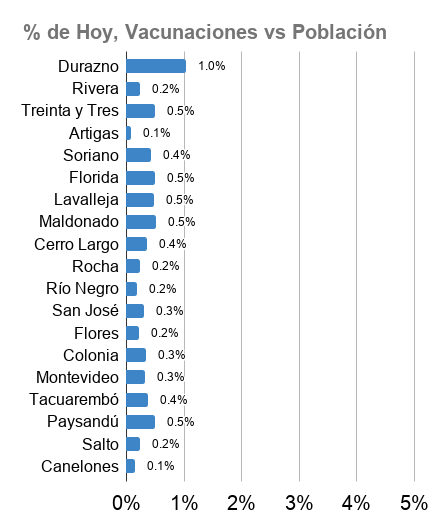 % de Hoy, Vacunaciones vs Población
Durazno 1.0%
Rivera 0.2%
Treinta y Tres 0.5%
Artigas 0.1%
Soriano 0.4%
Florida 0.5%
Lavalleja 0.5%
Maldonado 0.5%
Cerro Largo 0.4%
Rocha 0.2%
Río Negro 0.2%
San José 0.3%
Flores 0.2%
Colonia 0.3%
Montevideo 0.3%
Tacuarembó 0.4%
Paysandú 0.5%
Salto 0.2%
Canelones 0.1%
0% 1% 2% 3% 4% 5%